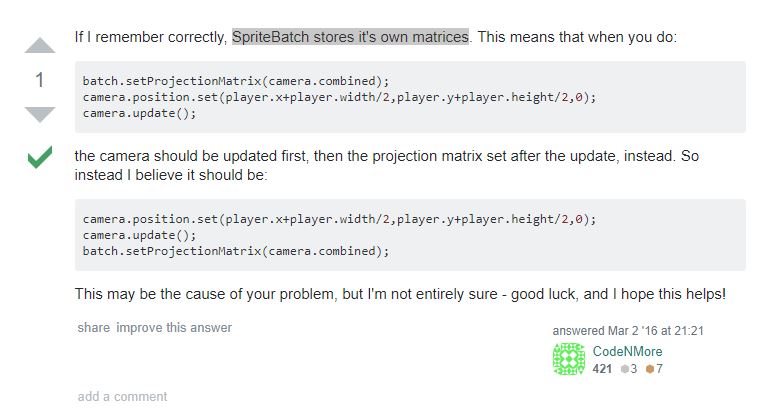 If I remember correctly, SpriteBatch stores it's own matrices. This means that when you do:
1
batch.setProjectionMatrix(camera.combined);
camera.position.set(player.x+player.width/2,player.y+player.height/2,0);
camera.update();
the camera should be updated first, then the projection matrix set after the update, instead. So
instead I believe it should be:
camera.position.set(player.x+player.width/2,player.y+player.height/2,0);
camera.update();
batch.setProjectionMatrix(camera.combined);
This may be the cause of your problem, but I'm not entirely sure - good luck, and I hope this helps!
share improve this answer
answered Mar 2 '16 at 21:21
CodeNMore
421 3 7
add a comment